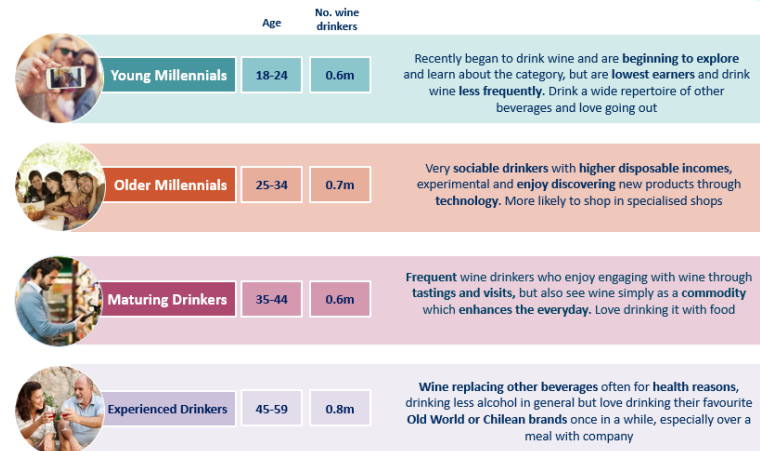 Age
No. wine
drinkers
Young Millennials
18-24
0.6m
Recently began to drink wine and are beginning to explore
and learn about the category, but are lowest earners and drink
wine less frequently. Drink a wide repertoire of other
beverages and love going out
Older Millennials
25-34
0.7m
Very sociable drinkers with higher disposable incomes,
experimental and enjoy discovering new products through
technology. More likely to shop in specialised shops
Maturing Drinkers
35-44
0.6m
Frequent wine drinkers who enjoy engaging with wine through
tastings and visits, but also see wine simply as a commodity
which enhances the everyday. Love drinking it with food
Experienced Drinkers
45-59
0.8m
Wine replacing other beverages often for health reasons,
drinking less alcohol in general but love drinking their favourite
Old World or Chilean brands once in a while, especially over a
meal with company